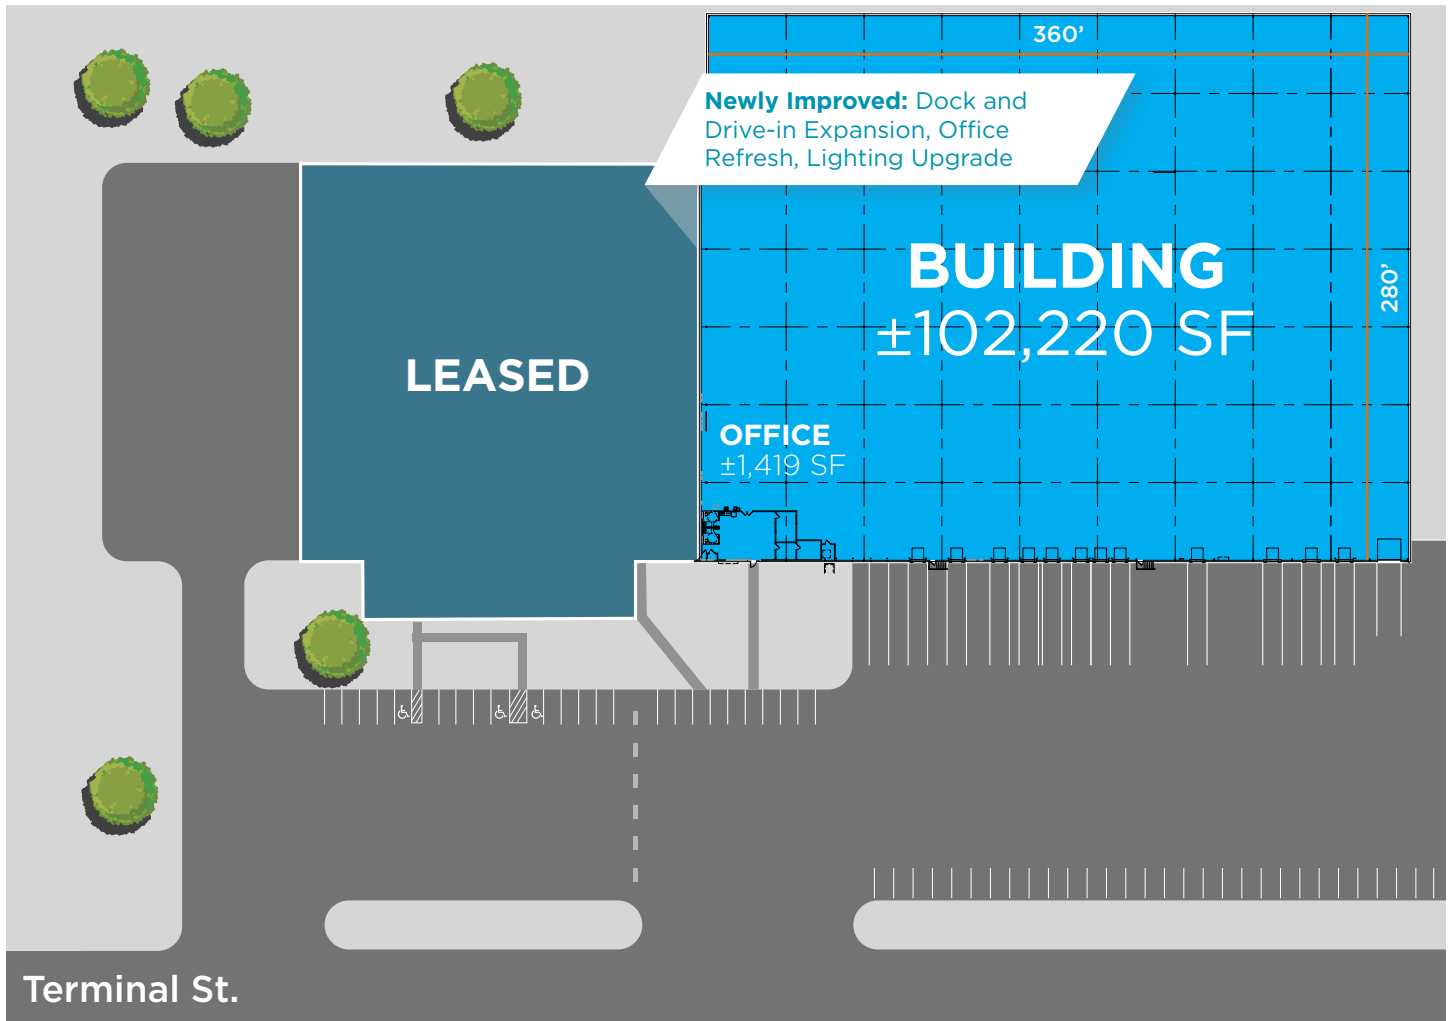 360’
Newly Improved: Dock and
Drive-in Expansion, Office
Refresh, Lighting Upgrade
BUILDING
±102,220 SF
280’
LEASED
OFFICE
±1,419 SF
Terminal St.